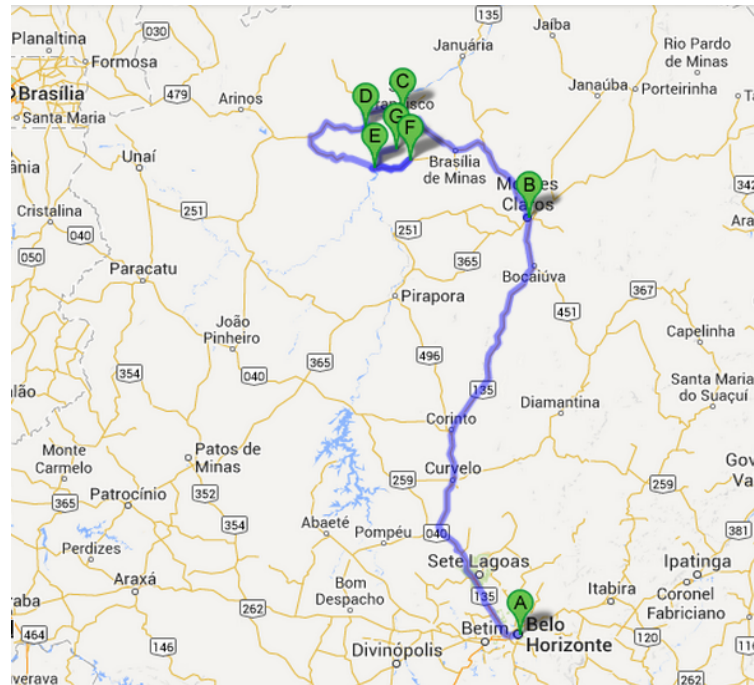 135
Jaíba
Planaltina
030
Formosa
Januária
Rio Pardo
de Minas
Brasília
479
Arinos
D
C
Janaúba
Porteirinha
Santa Maria
G
F
E
Unaí
Brasília
de Minas
B
Claros
342
Cristalina
251
040
251
365
050
Paracatu
Bocaiúva
Pirapora
451
367
João
Pinheiro
365
496
Capelinha
354
040
135
Diamantina
Santa Maria
do Suaçuí
Corinto
Monte
Carmelo
Patos de
Minas
259
Curvelo
259
365
Patrocínio
352
354
Abaeté
Pompéu
040
381
Perdizes
Sete Lagoas
Ipatinga
Araxá
Bom
Despacho
135
A
Itabira
Coronel
Fabriciano
262
Betim
Belo
Horizonte
464
146
Divinópolis
120
262
262